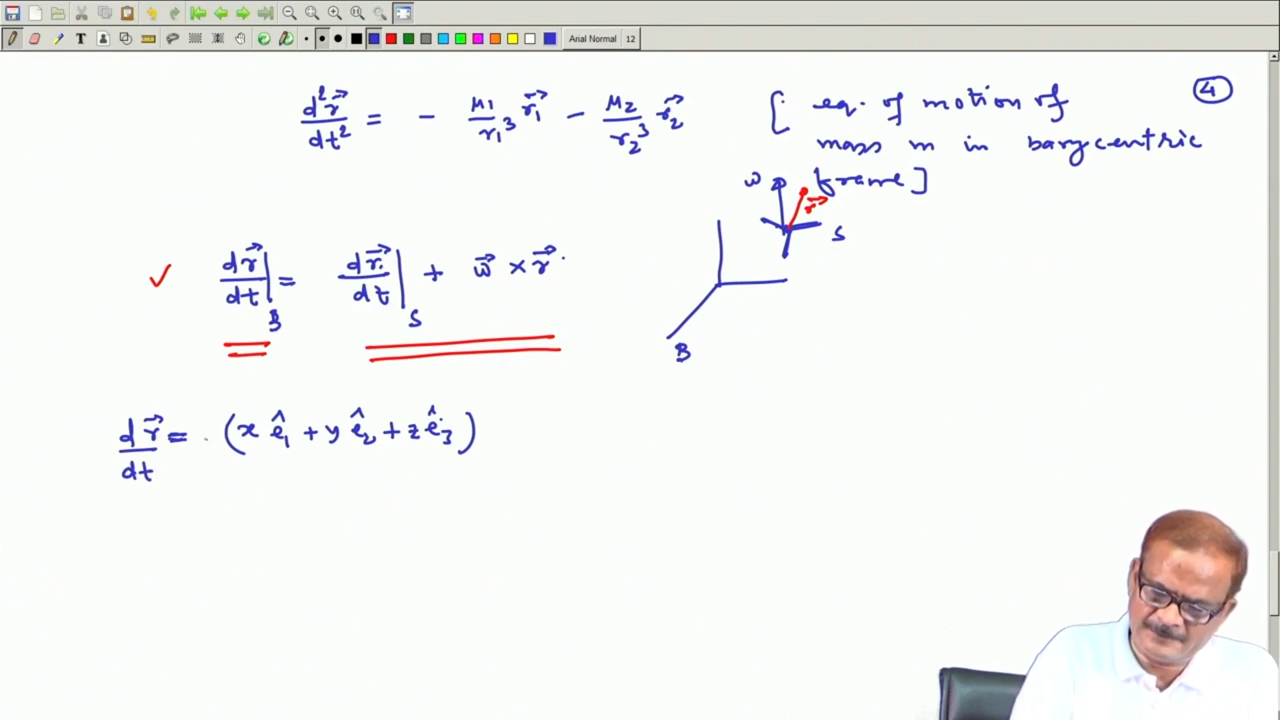 Arial Normal 12
d²r⃗/dt² = - μ1/r1³ r⃗1 - μ2/r2³ r⃗2 [ eq. of motion of ④
mass m in barycentric
frame ]
ω r⃗
S
dr⃗/dt|B = dr⃗/dt|S + ω⃗ × r⃗
B
dr⃗/dt = (x ê1 + y ê2 + z ê3)